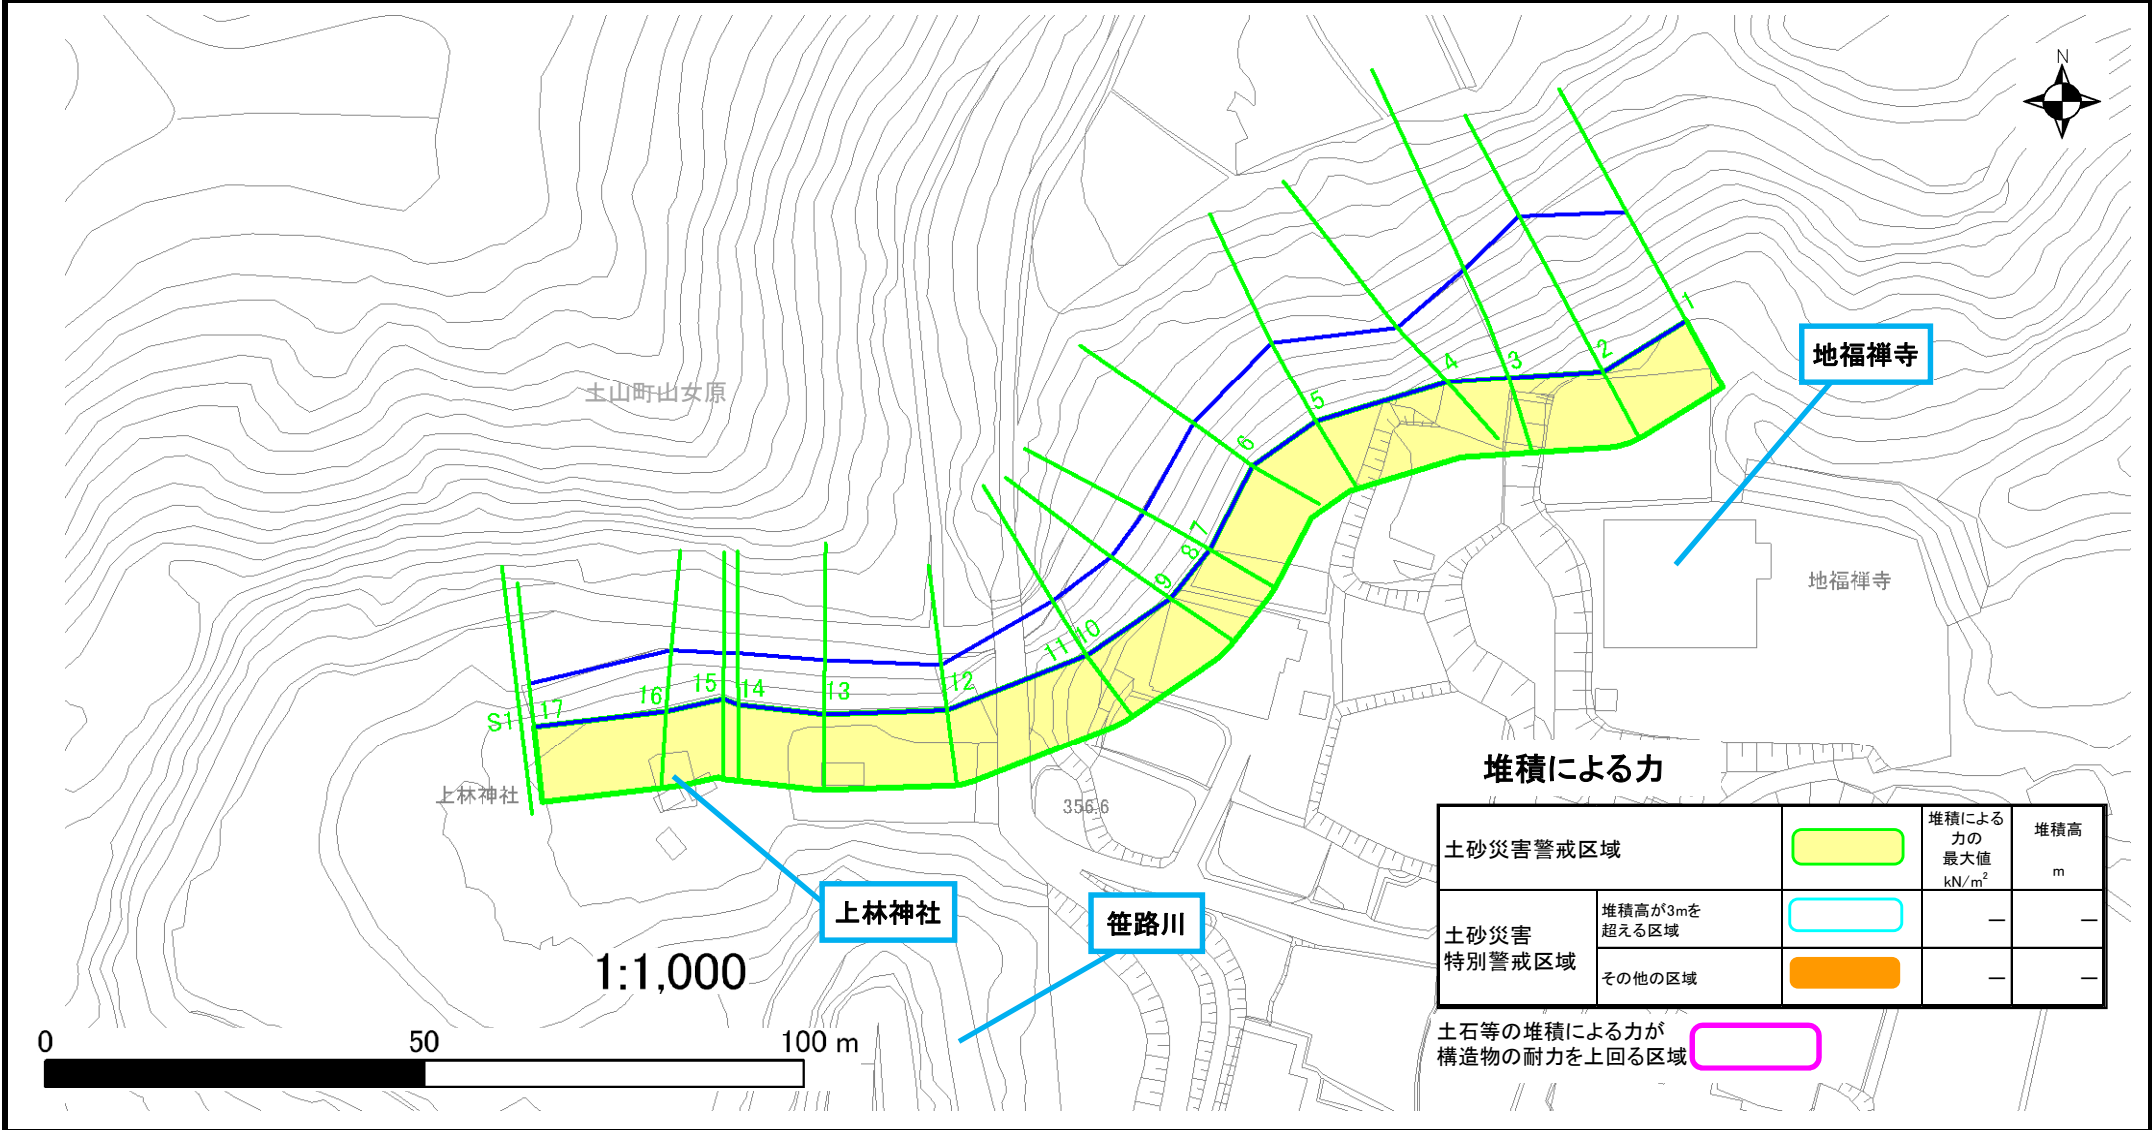 N
土山町山女原
1
2
3
4
5
6
7
8
9
10
11
12
13
14
15
16
17
S1
地福禅寺
地福禅寺
上林神社
上林神社
笹路川
356.6
1:1,000
0 50 100 m
堆積による力
土砂災害警戒区域
堆積による
力の
最大値
kN/m²
堆積高
m
土砂災害
特別警戒区域
堆積高が3mを
超える区域
― ―
その他の区域
― ―
土石等の堆積による力が
構造物の耐力を上回る区域